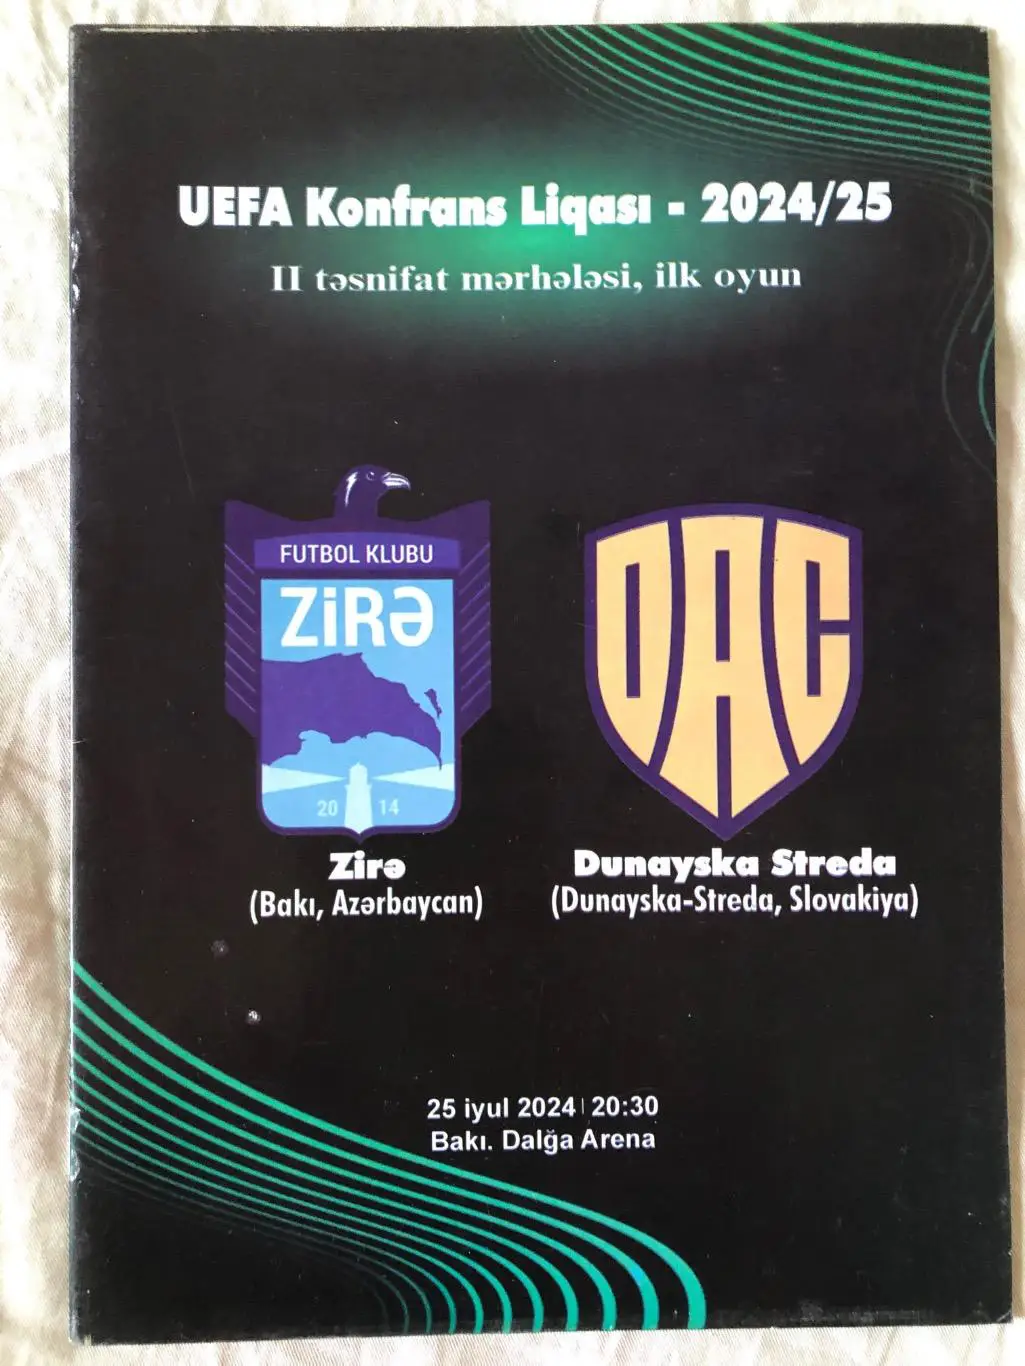 UEFA Konfrans Liqası - 2024/25
II təsnifat mərhələsi, ilk oyun
FUTBOL KLUBU
ZiRƏ
20 14
DAC
Zirə
(Bakı, Azərbaycan)
Dunayska Streda
(Dunayska-Streda, Slovakiya)
25 iyul 2024 | 20:30
Bakı. Dalğa Arena